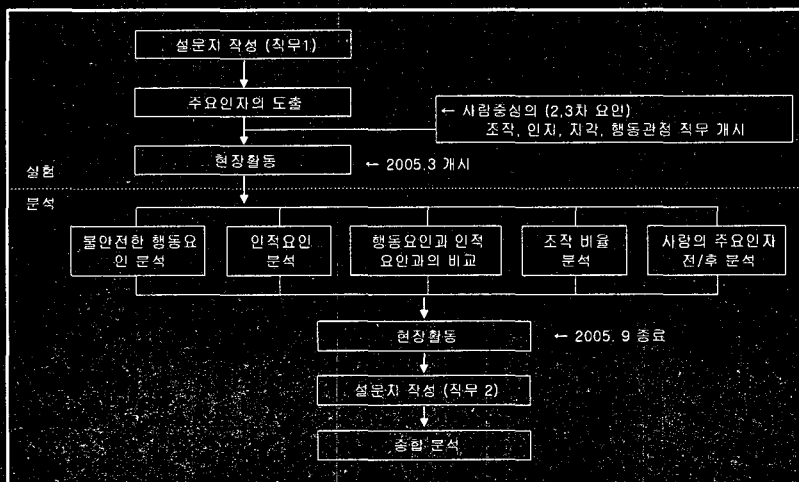 설문지 작성 (직무1)
주요인자의 도출
← 사람중심의 (2,3차 요인)
조작, 인지, 지각, 행동관점 직무 개시
현장활동
← 2005.3 개시
실험
분석
불안전한 행동요
인 분석
인적요인
분석
행동요인과 인적
요인과의 비교
조작 비율
분석
사람의 주요인자
전/후 분석
현장활동
← 2005. 9 종료
설문지 작성 (직무 2)
종합 분석